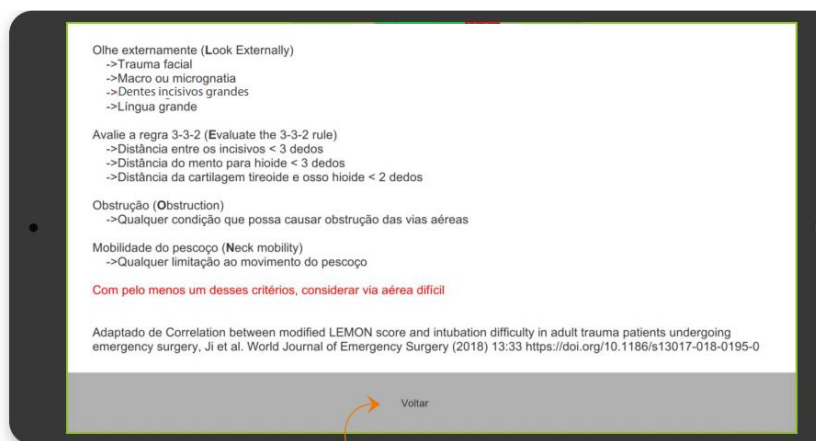 Olhe externamente (Look Externally)
->Trauma facial
->Macro ou micrognatia
->Dentes incisivos grandes
->Língua grande
Avalie a regra 3-3-2 (Evaluate the 3-3-2 rule)
->Distância entre os incisivos < 3 dedos
->Distância do mento para hioide < 3 dedos
->Distância da cartilagem tireoide e osso hioide < 2 dedos
Obstrução (Obstruction)
->Qualquer condição que possa causar obstrução das vias aéreas
Mobilidade do pescoço (Neck mobility)
->Qualquer limitação ao movimento do pescoço
Com pelo menos um desses critérios, considerar via aérea difícil
Adaptado de Correlation between modified LEMON score and intubation difficulty in adult trauma patients undergoing
emergency surgery, Ji et al. World Journal of Emergency Surgery (2018) 13:33 https://doi.org/10.1186/s13017-018-0195-0
Voltar